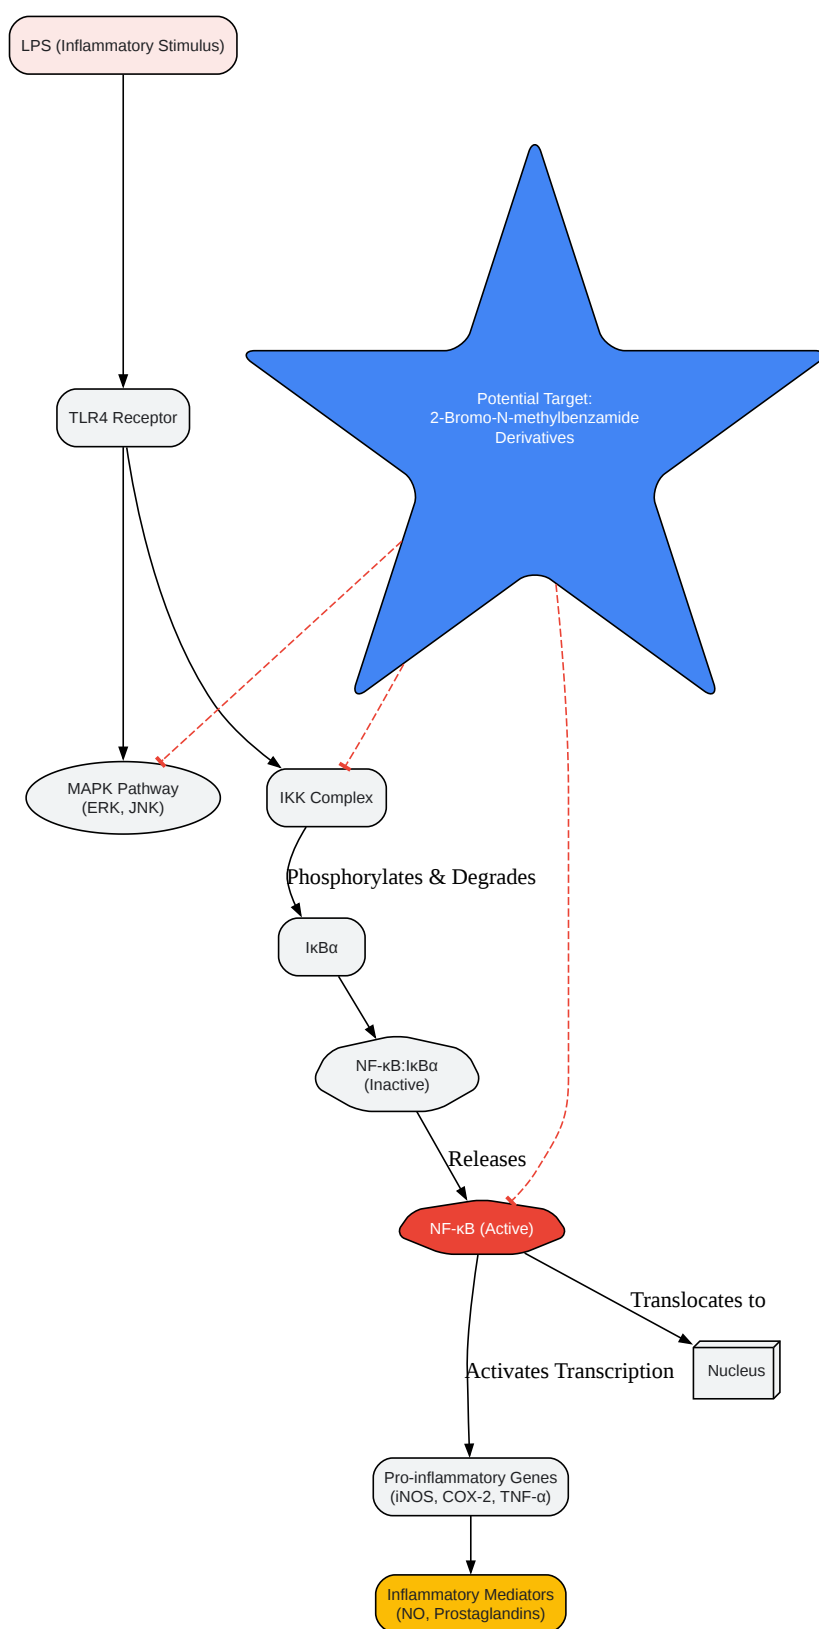 LPS (Inflammatory Stimulus)
Potential Target:
2-Bromo-N-methylbenzamide
Derivatives
TLR4 Receptor
MAPK Pathway
(ERK, JNK)
IKK Complex
Phosphorylates & Degrades
IκBα
NF-κB:IκBα
(Inactive)
Releases
NF-κB (Active)
Translocates to
Activates Transcription
Nucleus
Pro-inflammatory Genes
(iNOS, COX-2, TNF-α)
Inflammatory Mediators
(NO, Prostaglandins)